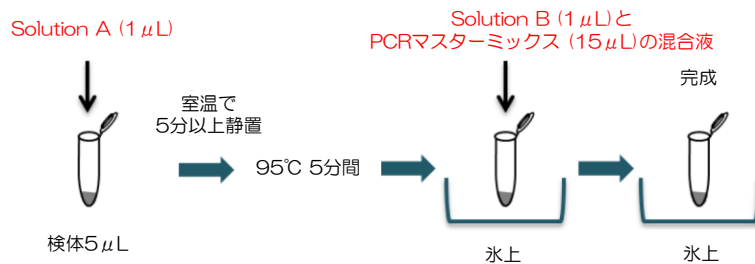 Solution A (1μL)
Solution B (1μL)と
PCRマスターミックス (15μL)の混合液
完成
室温で
5分以上静置
95℃ 5分間
検体5μL
氷上
氷上